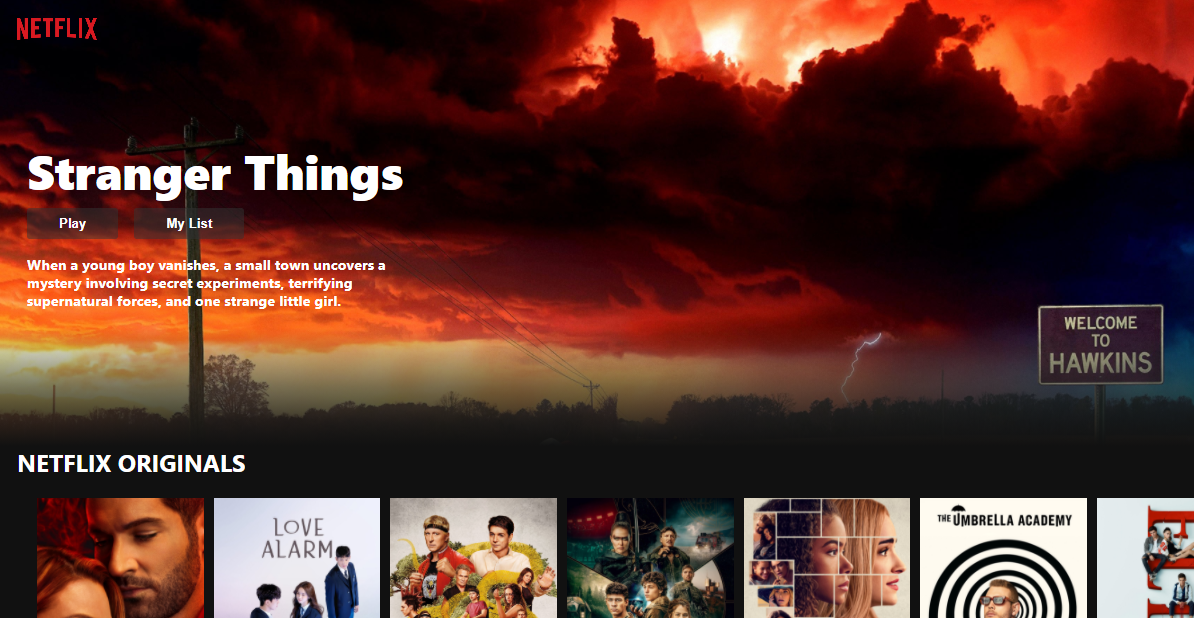 NETFLIX
Stranger Things
Play
My List
When a young boy vanishes, a small town uncovers a
mystery involving secret experiments, terrifying
supernatural forces, and one strange little girl.
WELCOME
TO
HAWKINS
NETFLIX ORIGINALS
LOVE
ALARM
THE UMBRELLA ACADEMY